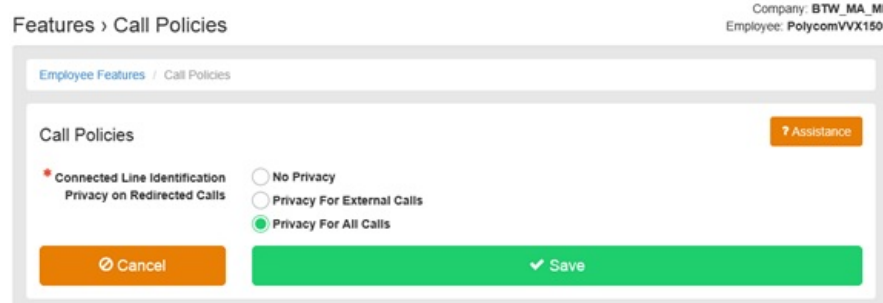 Features › Call Policies
Company: BTW_MA_M
Employee: PolycomVVX150
Employee Features / Call Policies
Call Policies
? Assistance
* Connected Line Identification
Privacy on Redirected Calls
No Privacy
Privacy For External Calls
Privacy For All Calls
Cancel
Save